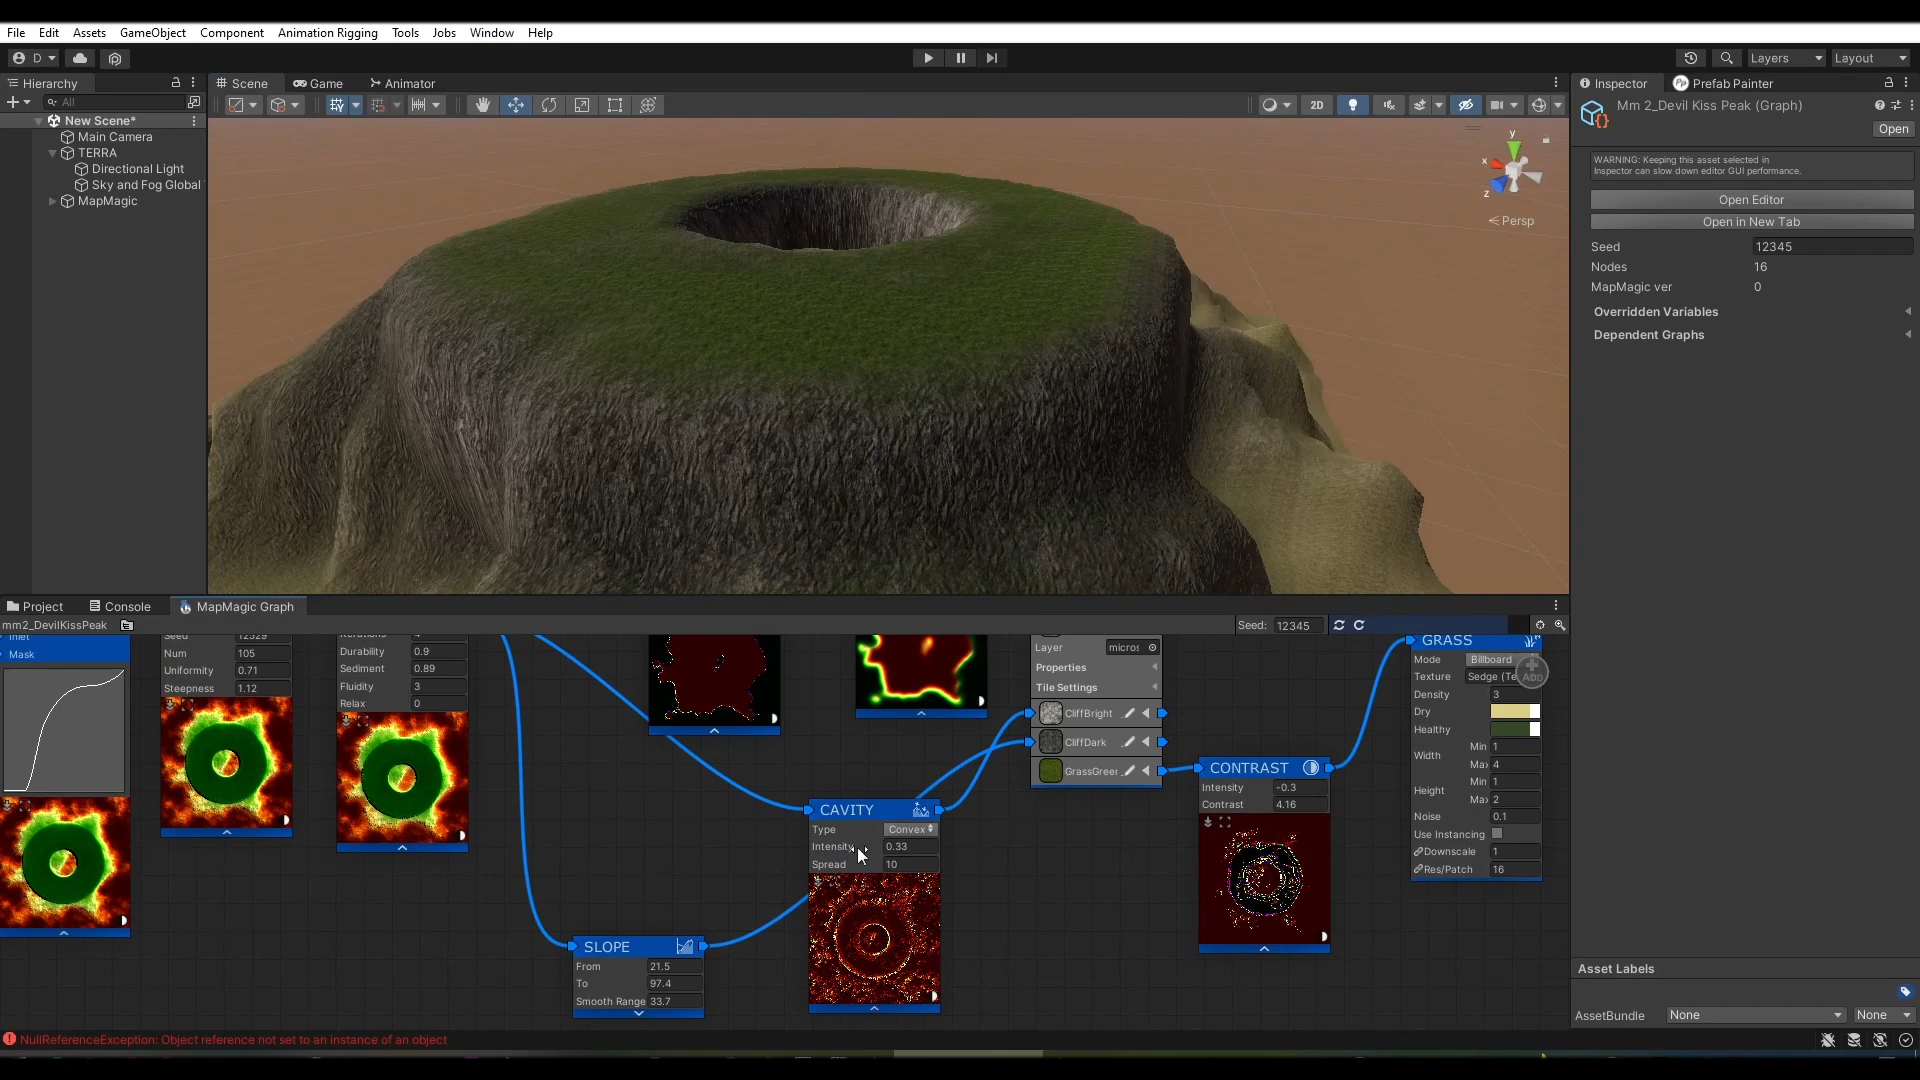 File Edit Assets GameObject Component Animation Rigging Tools Jobs Window Help
D Layers Layout
Hierarchy Scene Game Animator Inspector Prefab Painter
All 2D
New Scene*
Main Camera
TERRA
Directional Light
Sky and Fog Global
MapMagic
y
x
z
Persp
Mm 2_Devil Kiss Peak (Graph)
Open
WARNING: Keeping this asset selected in
Inspector can slow down editor GUI performance.
Open Editor
Open in New Tab
Seed 12345
Nodes 16
MapMagic ver 0
Overridden Variables
Dependent Graphs
Project Console MapMagic Graph
mm2_DevilKissPeak Seed: 12345
Inlet
Mask
Seed 12529
Num 105
Uniformity 0.71
Steepness 1.12
Iterations 4
Durability 0.9
Sediment 0.89
Fluidity 3
Relax 0
Layer
Properties
Tile Settings
CliffBright
CliffDark
GrassGree
CAVITY
Type Convex
Intensity 0.33
Spread 10
SLOPE
From 21.5
To 97.4
Smooth Range 33.7
CONTRAST
Intensity -0.3
Contrast 4.16
GRASS
Mode Billboard
Texture Sedge (Te
ADD
Density 3
Dry
Healthy
Width Min 1
Max 4
Height Min 1
Max 2
Noise 0.1
Use Instancing
Downscale 1
Res/Patch 16
Asset Labels
AssetBundle None None
NullReferenceException: Object reference not set to an instance of an object